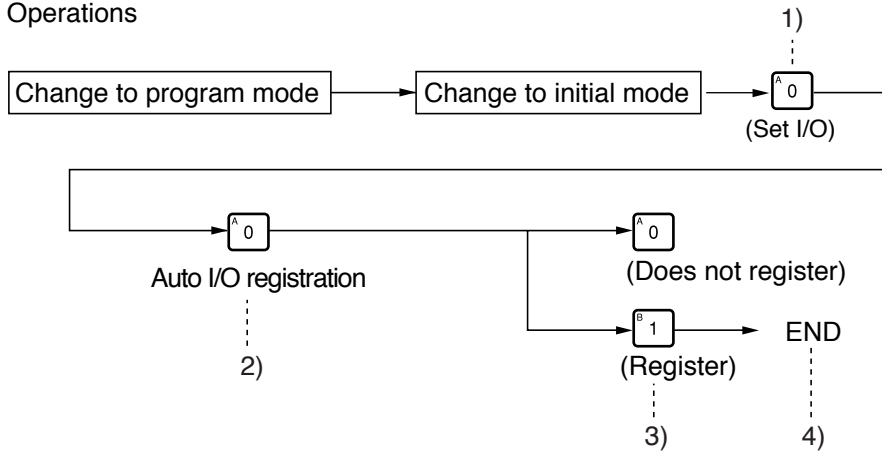 Operations
1)
Change to program mode
Change to initial mode
A 0
(Set I/O)
A 0
A 0
Auto I/O registration
(Does not register)
B 1
END
2)
(Register)
3)
4)